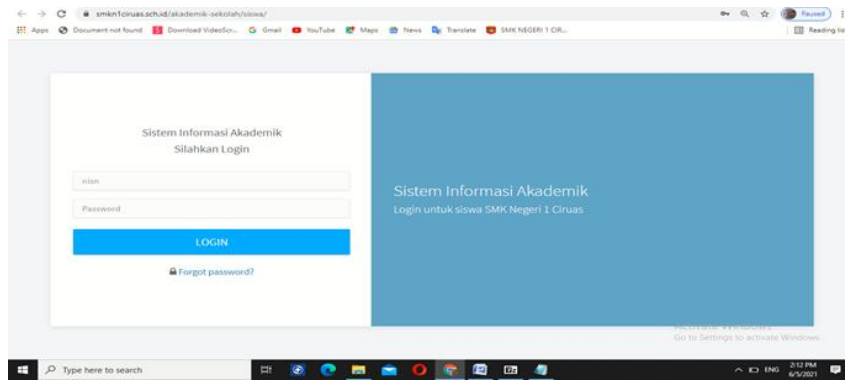 smkn1ciruas.sch.id/akademik-sekolah/siswa/
Paused
Apps Document not found Download VideoScr... Gmail YouTube Maps News Translate SMK NEGERI 1 CIR... Reading list
Sistem Informasi Akademik
Silahkan Login
nisn
Password
LOGIN
Forgot password?
Sistem Informasi Akademik
Login untuk siswa SMK Negeri 1 Ciruas
Activate Windows
Go to Settings to activate Windows.
Type here to search
ENG
2:12 PM
6/5/2021